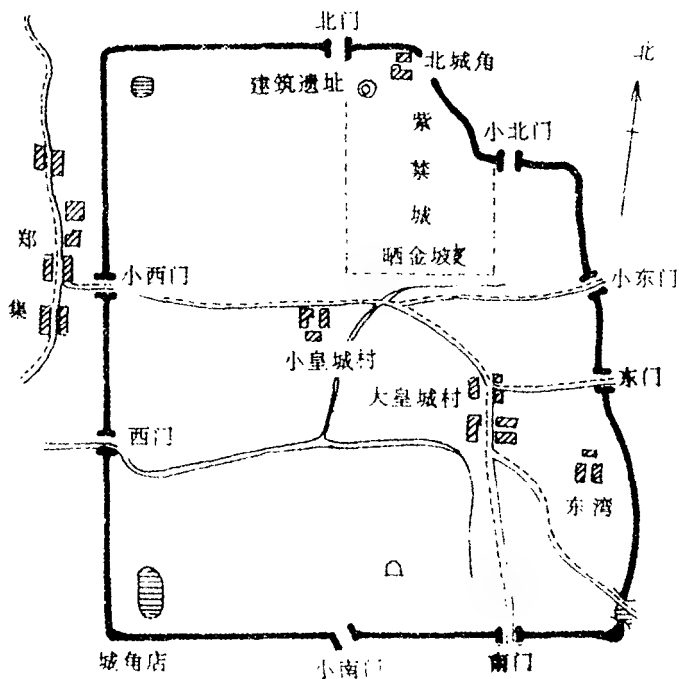 北门
北城角
北
建筑遗址
紫禁城
小北门
郑集
晒金坡
小西门
小东门
小皇城村
大皇城村
东门
西门
东湾
城角店
小南门
南门